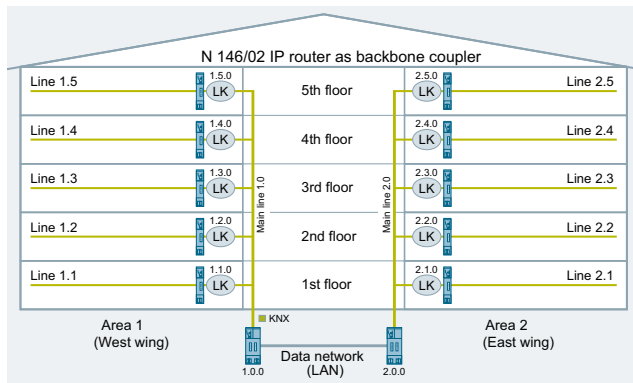 N 146/02 IP router as backbone coupler
Line 1.5
1.5.0
LK
5th floor
2.5.0
LK
Line 2.5
Line 1.4
1.4.0
LK
4th floor
2.4.0
LK
Line 2.4
Line 1.3
1.3.0
LK
3rd floor
2.3.0
LK
Line 2.3
Main line 1.0
Main line 2.0
Line 1.2
1.2.0
LK
2nd floor
2.2.0
LK
Line 2.2
Line 1.1
1.1.0
LK
1st floor
2.1.0
LK
Line 2.1
Area 1
(West wing)
KNX
Area 2
(East wing)
Data network
(LAN)
1.0.0
2.0.0